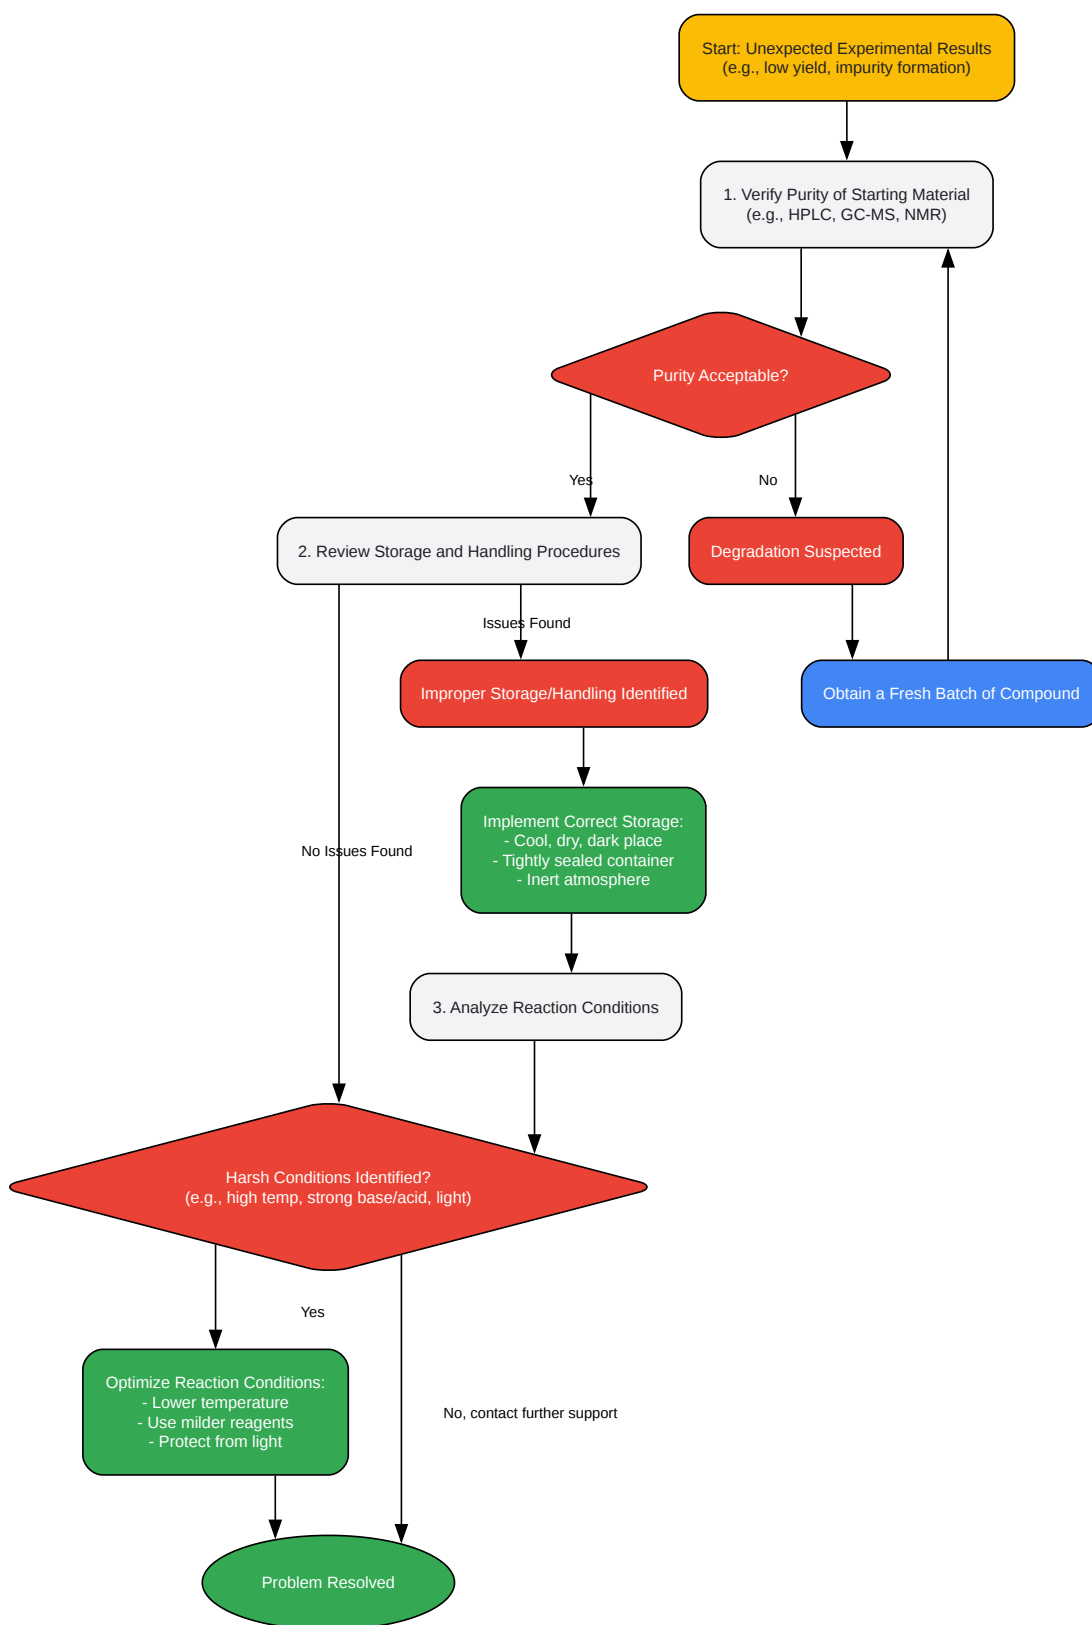 Start: Unexpected Experimental Results
(e.g., low yield, impurity formation)
1. Verify Purity of Starting Material
(e.g., HPLC, GC-MS, NMR)
Purity Acceptable?
Yes
No
2. Review Storage and Handling Procedures
Degradation Suspected
Issues Found
Improper Storage/Handling Identified
Obtain a Fresh Batch of Compound
Implement Correct Storage:
- Cool, dry, dark place
- Tightly sealed container
- Inert atmosphere
No Issues Found
3. Analyze Reaction Conditions
Harsh Conditions Identified?
(e.g., high temp, strong base/acid, light)
Yes
Optimize Reaction Conditions:
- Lower temperature
- Use milder reagents
- Protect from light
No, contact further support
Problem Resolved